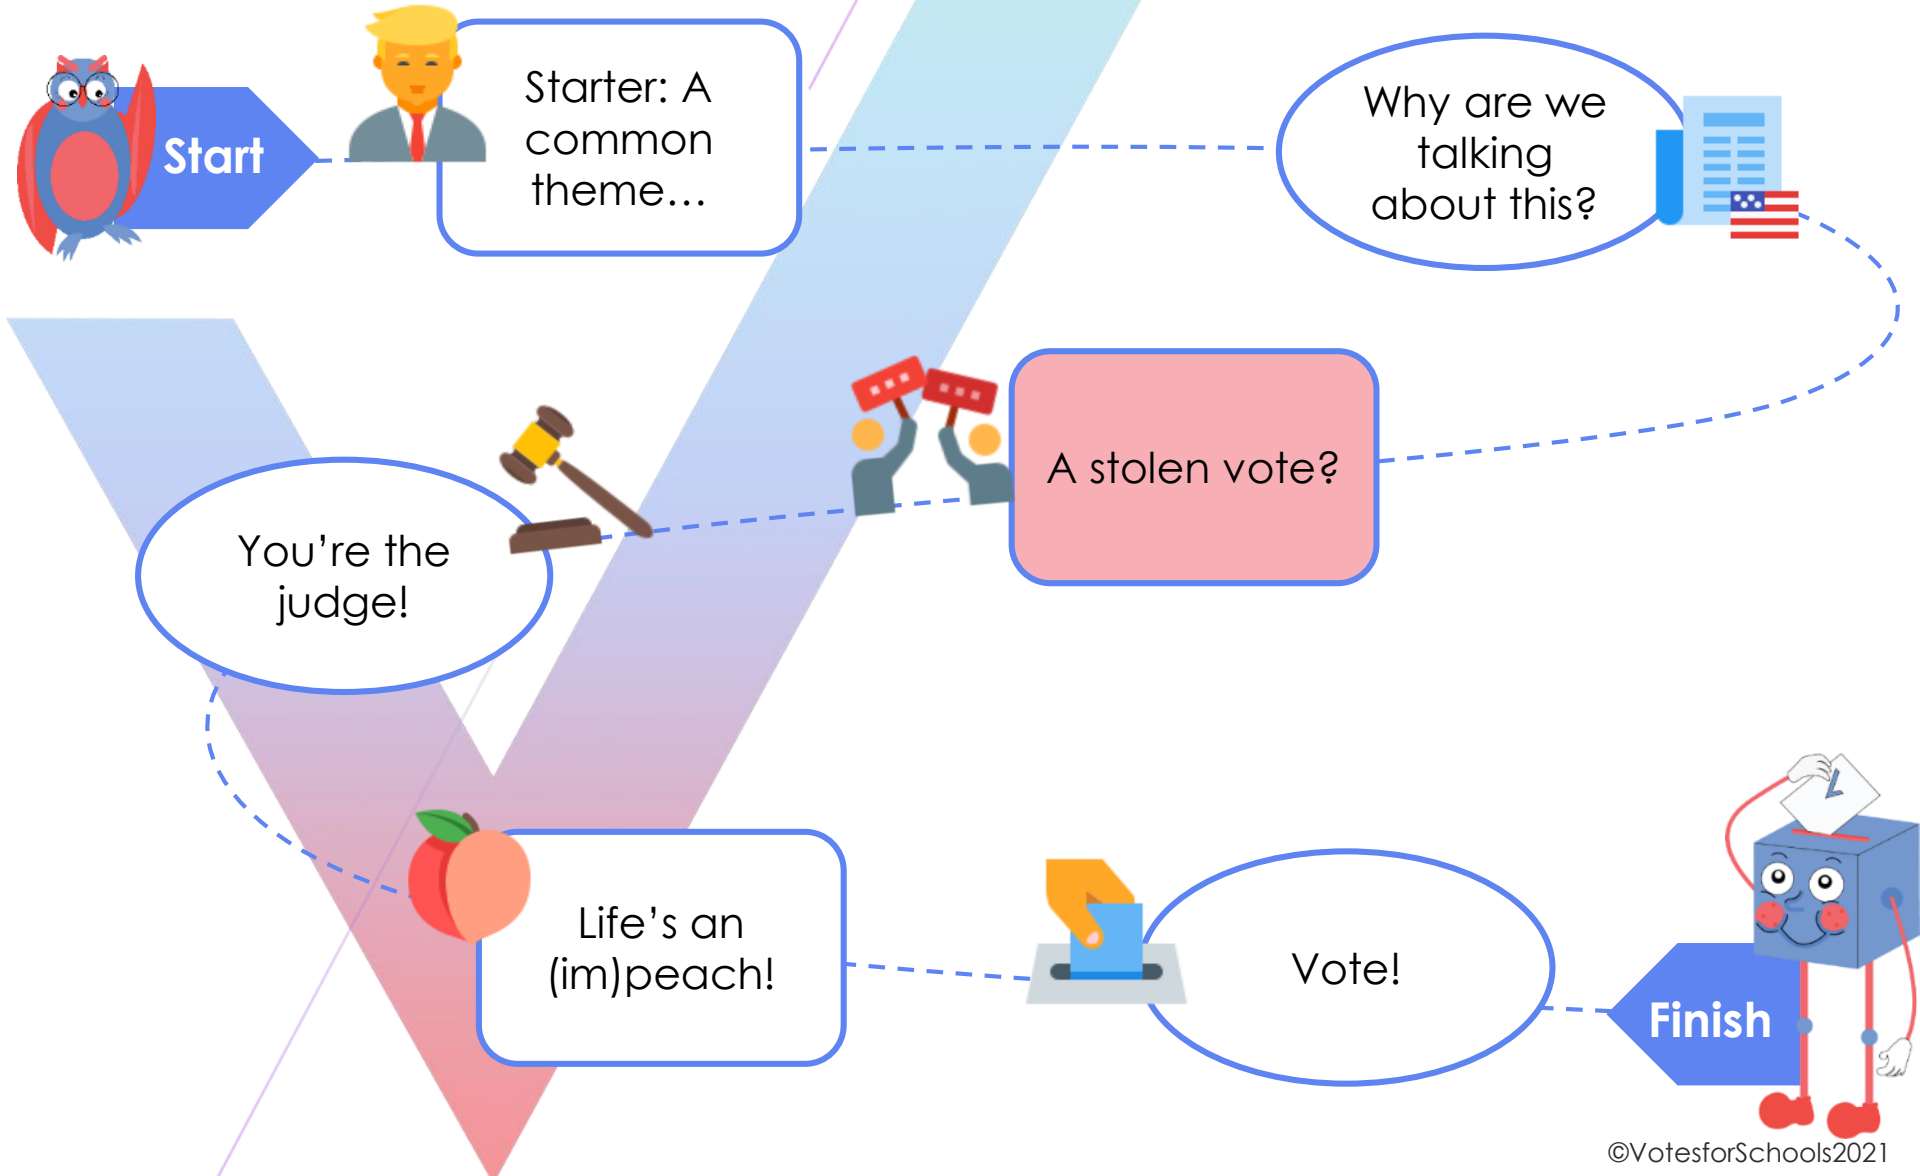 Start
Starter: A
common
theme…
Why are we
talking
about this?
A stolen vote?
You’re the
judge!
Life’s an
(im)peach!
Vote!
Finish
©VotesforSchools2021